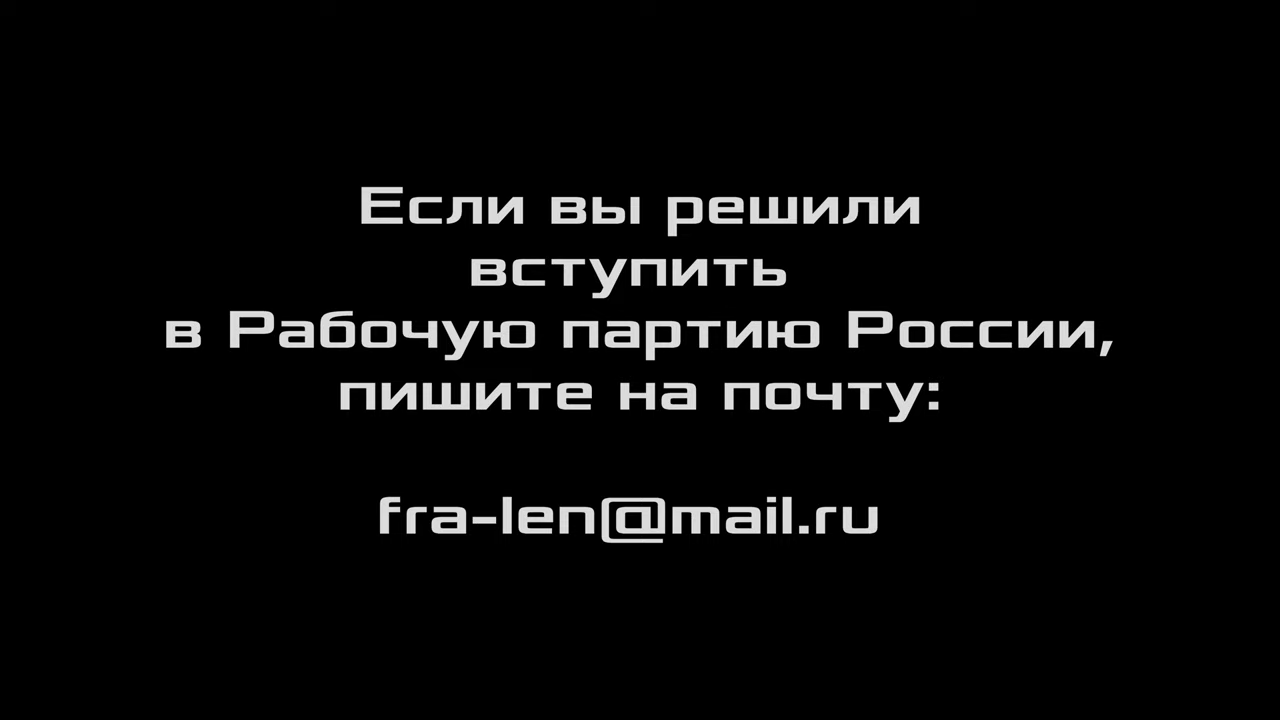 Если вы решили
вступить
в Рабочую партию России,
пишите на почту:
fra-len@mail.ru